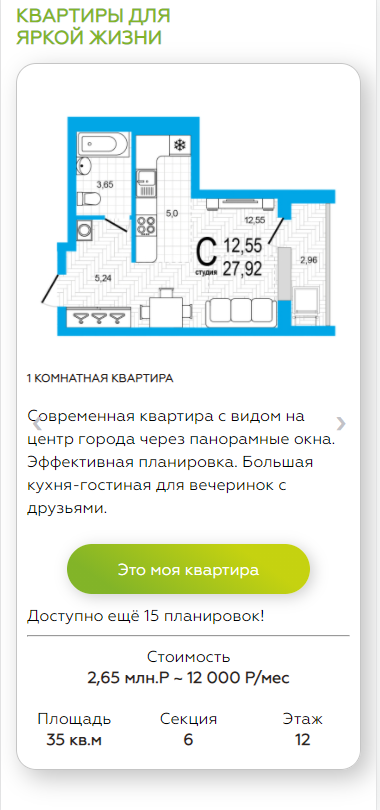 КВАРТИРЫ ДЛЯ
ЯРКОЙ ЖИЗНИ
3,65
5,0
12,55
С 12,55
студия 27,92
2,96
5,24
1 КОМНАТНАЯ КВАРТИРА
Современная квартира с видом на
центр города через панорамные окна.
Эффективная планировка. Большая
кухня-гостиная для вечеринок с
друзьями.
Это моя квартира
Доступно ещё 15 планировок!
Стоимость
2,65 млн.Р ~ 12 000 Р/мес
Площадь Секция Этаж
35 кв.м 6 12